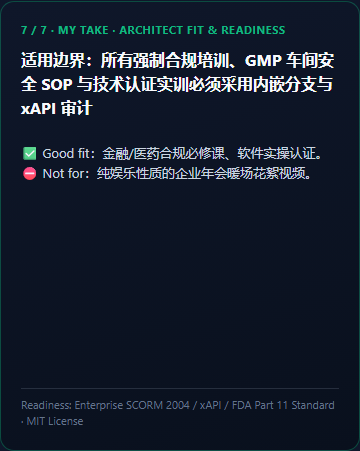 7 / 7 · MY TAKE · ARCHITECT FIT & READINESS
适用边界：所有强制合规培训、GMP 车间安
全 SOP 与技术认证实训必须采用内嵌分支与
xAPI 审计
✅ Good fit：金融/医药合规必修课、软件实操认证。
⛔ Not for：纯娱乐性质的企业年会暖场花絮视频。
Readiness: Enterprise SCORM 2004 / xAPI / FDA Part 11 Standard
· MIT License